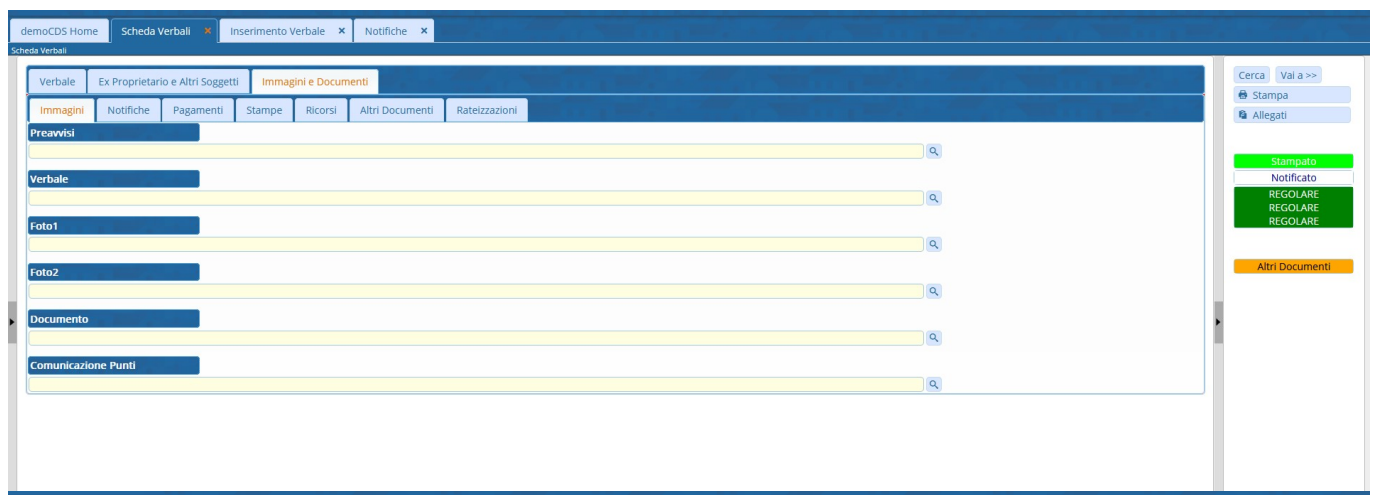 demoCDS Home Scheda Verbali × Inserimento Verbale × Notifiche ×
Scheda Verbali
Verbale Ex Proprietario e Altri Soggetti Immagini e Documenti
Immagini Notifiche Pagamenti Stampe Ricorsi Altri Documenti Rateizzazioni
Preavvisi
Verbale
Foto1
Foto2
Documento
Comunicazione Punti
Cerca Vai a >>
Stampa
Allegati
Stampato
Notificato
REGOLARE
REGOLARE
REGOLARE
Altri Documenti